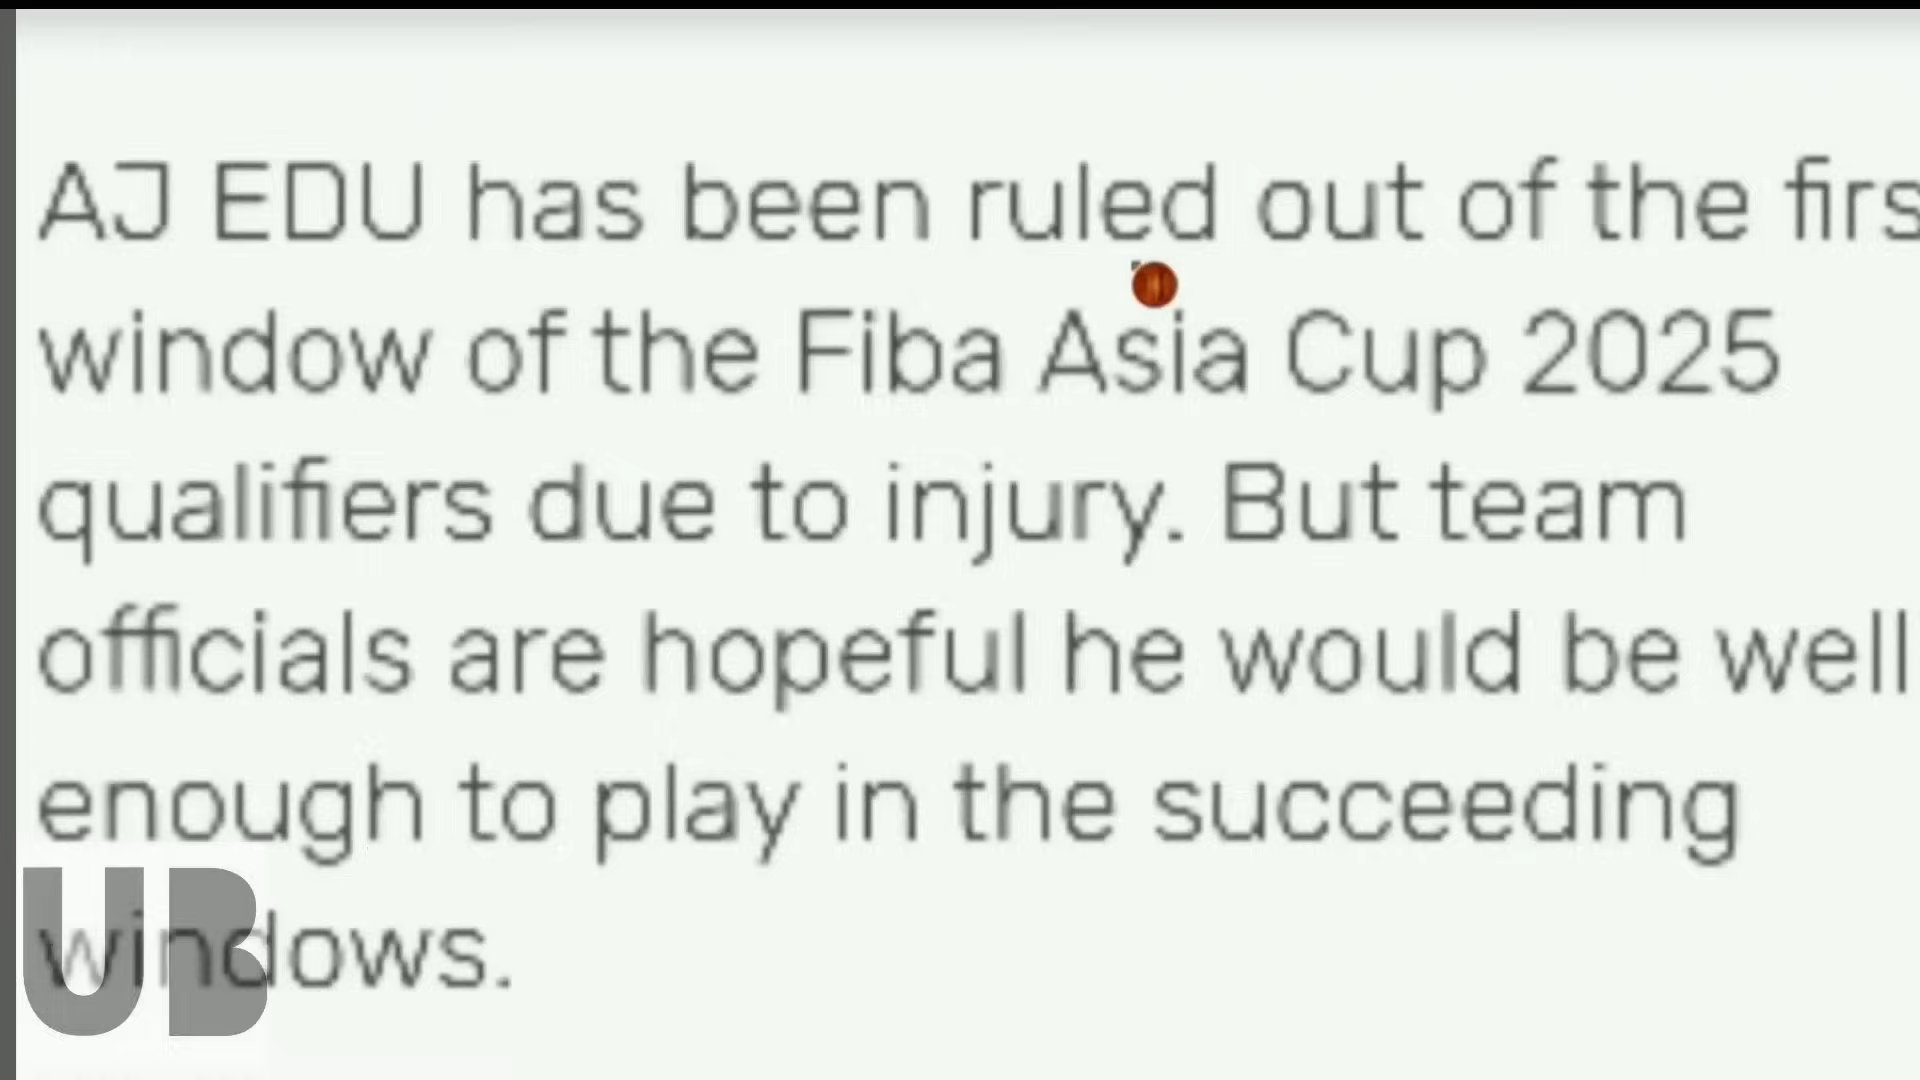 AJ EDU has been ruled out of the firs
window of the Fiba Asia Cup 2025
qualifiers due to injury. But team
officials are hopeful he would be well
enough to play in the succeeding
windows.
UB